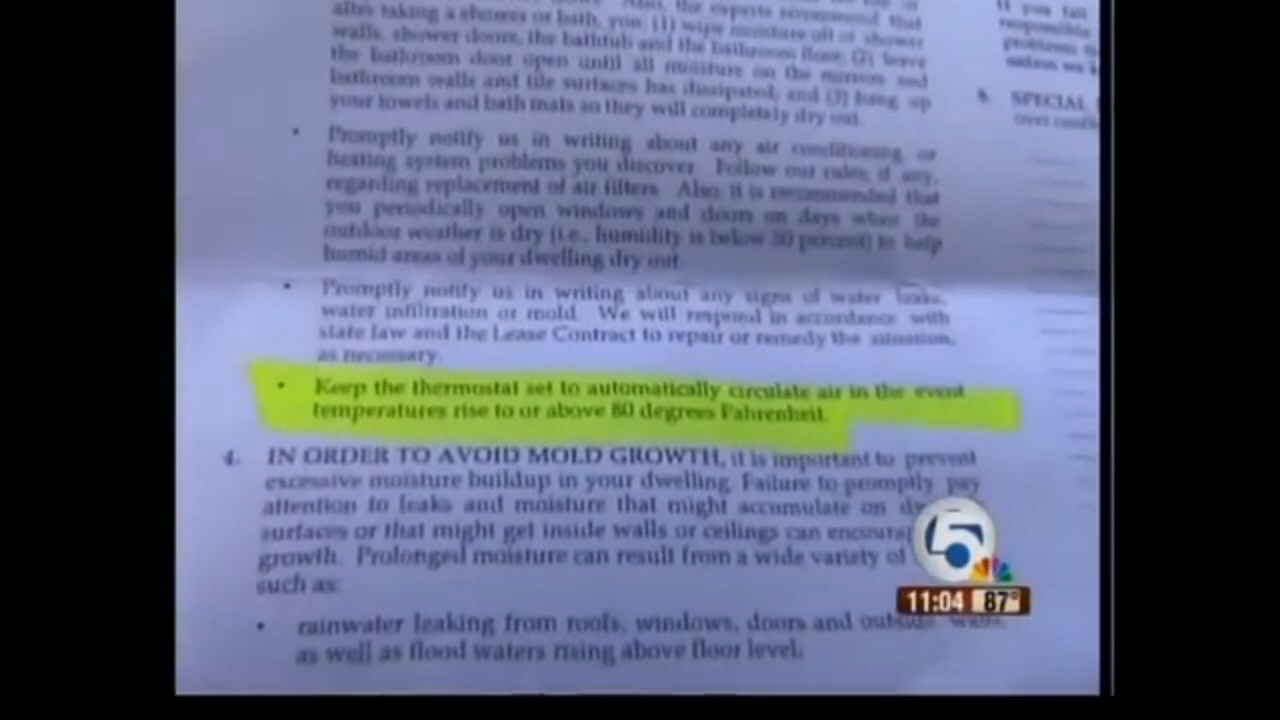 after taking a shower or bath, you: (1) wipe moisture off of shower
walls, shower doors, the bathtub and the bathroom floor; (2) leave
the bathroom door open until all moisture on the mirrors and
bathroom walls and tile surfaces has dissipated; and (3) hang up
your towels and bath mats so they will completely dry out.
• Promptly notify us in writing about any air conditioning or
heating system problems you discover. Follow our rules, if any,
regarding replacement of air filters. Also, it is recommended that
you periodically open windows and doors on days when the
outdoor weather is dry (i.e., humidity is below 50 percent) to help
humid areas of your dwelling dry out.
• Promptly notify us in writing about any signs of water leaks,
water infiltration or mold. We will respond in accordance with
state law and the Lease Contract to repair or remedy the situation,
as necessary.
• Keep the thermostat set to automatically circulate air in the event
temperatures rise to or above 80 degrees Fahrenheit.
4. IN ORDER TO AVOID MOLD GROWTH, it is important to prevent
excessive moisture buildup in your dwelling. Failure to promptly pay
attention to leaks and moisture that might accumulate on
surfaces or that might get inside walls or ceilings can
growth. Prolonged moisture can result from a wide variety of
such as:
• rainwater leaking from roofs, windows, doors and outside walls,
as well as flood waters rising above floor level;
If you fail
responsible
SPECIAL
5
11:04 87°